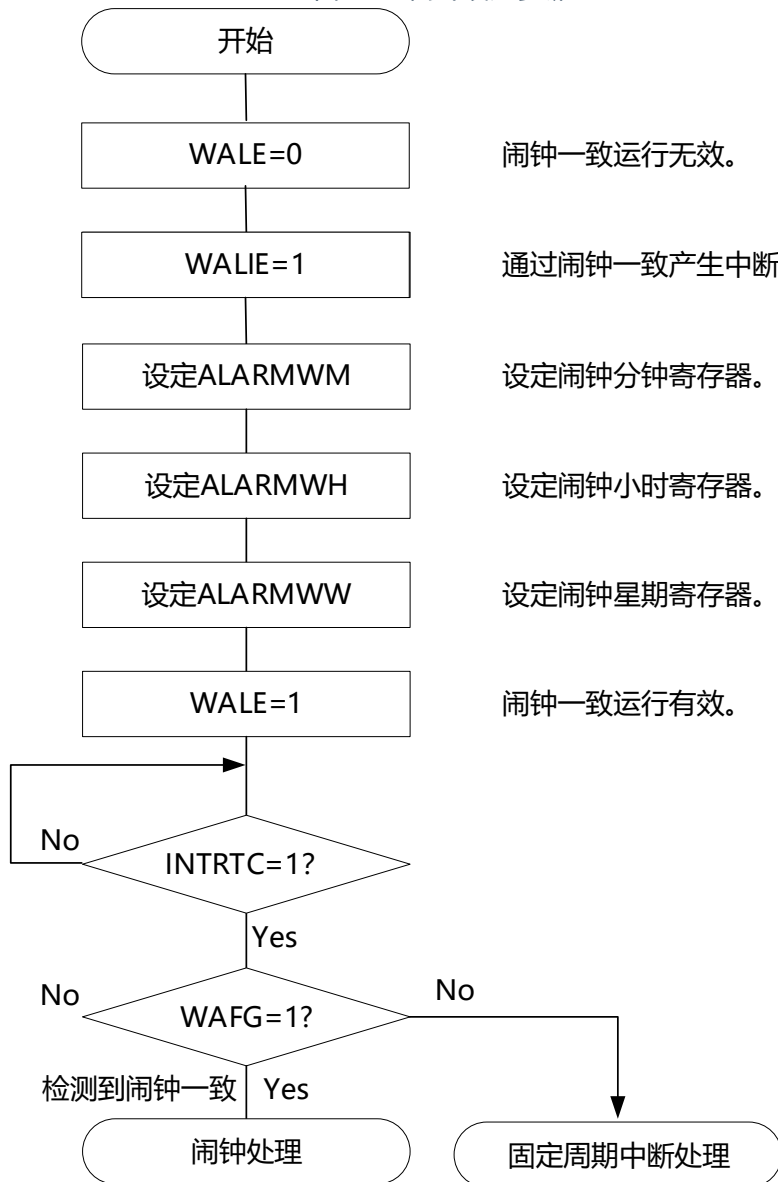 开始
WALE=0 闹钟一致运行无效。
WALIE=1 通过闹钟一致产生中断
设定ALARMWM 设定闹钟分钟寄存器。
设定ALARMWH 设定闹钟小时寄存器。
设定ALARMWW 设定闹钟星期寄存器。
WALE=1 闹钟一致运行有效。
No
INTRTC=1?
Yes
No
WAFG=1?
No
检测到闹钟一致 Yes
闹钟处理
固定周期中断处理